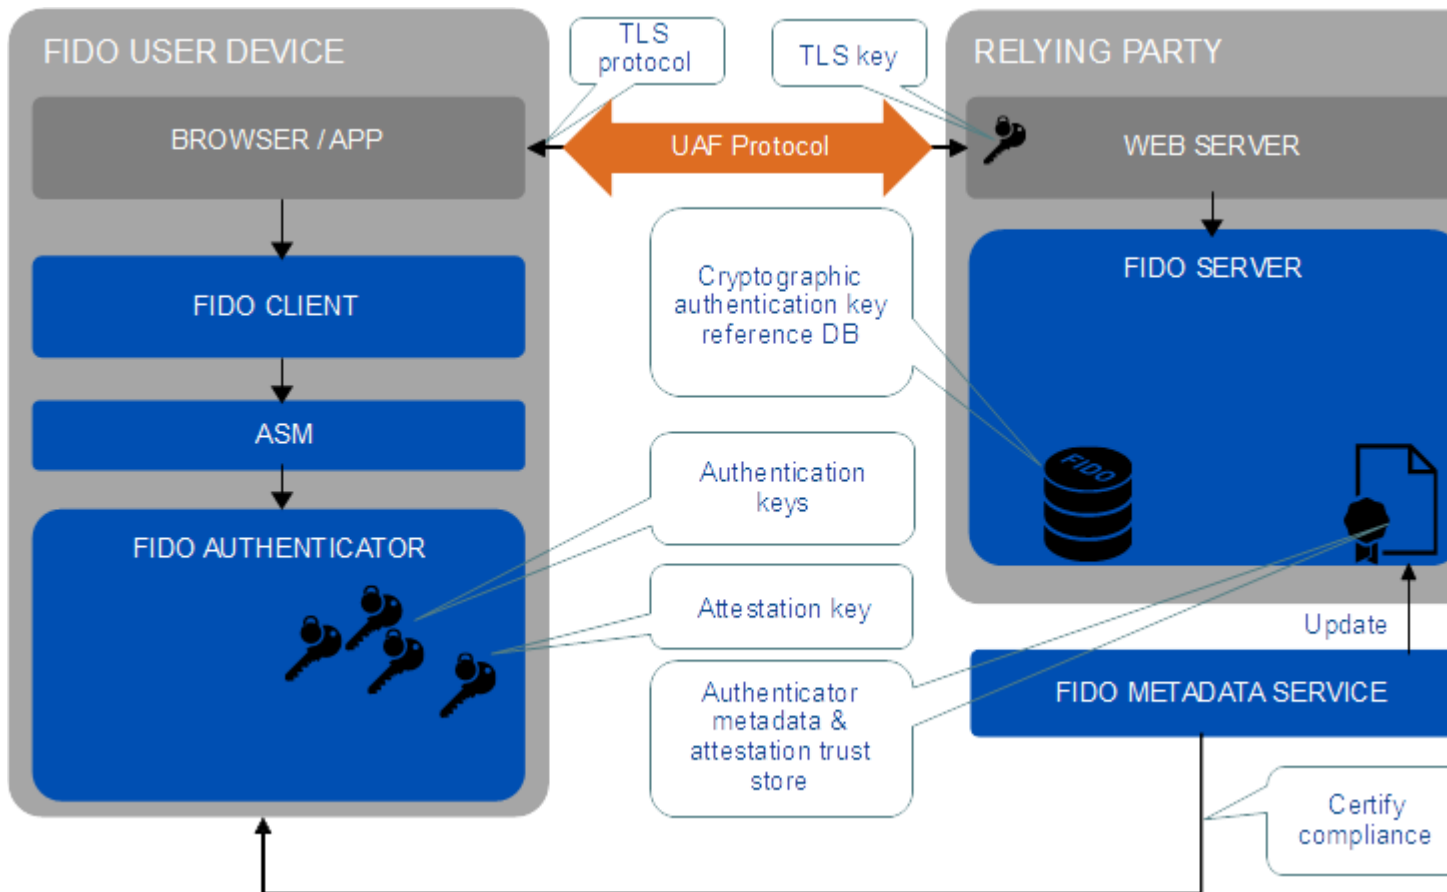 FIDO USER DEVICE
TLS
protocol
TLS key
RELYING PARTY
BROWSER / APP
UAF Protocol
WEB SERVER
FIDO CLIENT
Cryptographic
authentication key
reference DB
FIDO SERVER
ASM
Authentication
keys
FIDO
FIDO AUTHENTICATOR
Attestation key
Update
Authenticator
metadata &
attestation trust
store
FIDO METADATA SERVICE
Certify
compliance